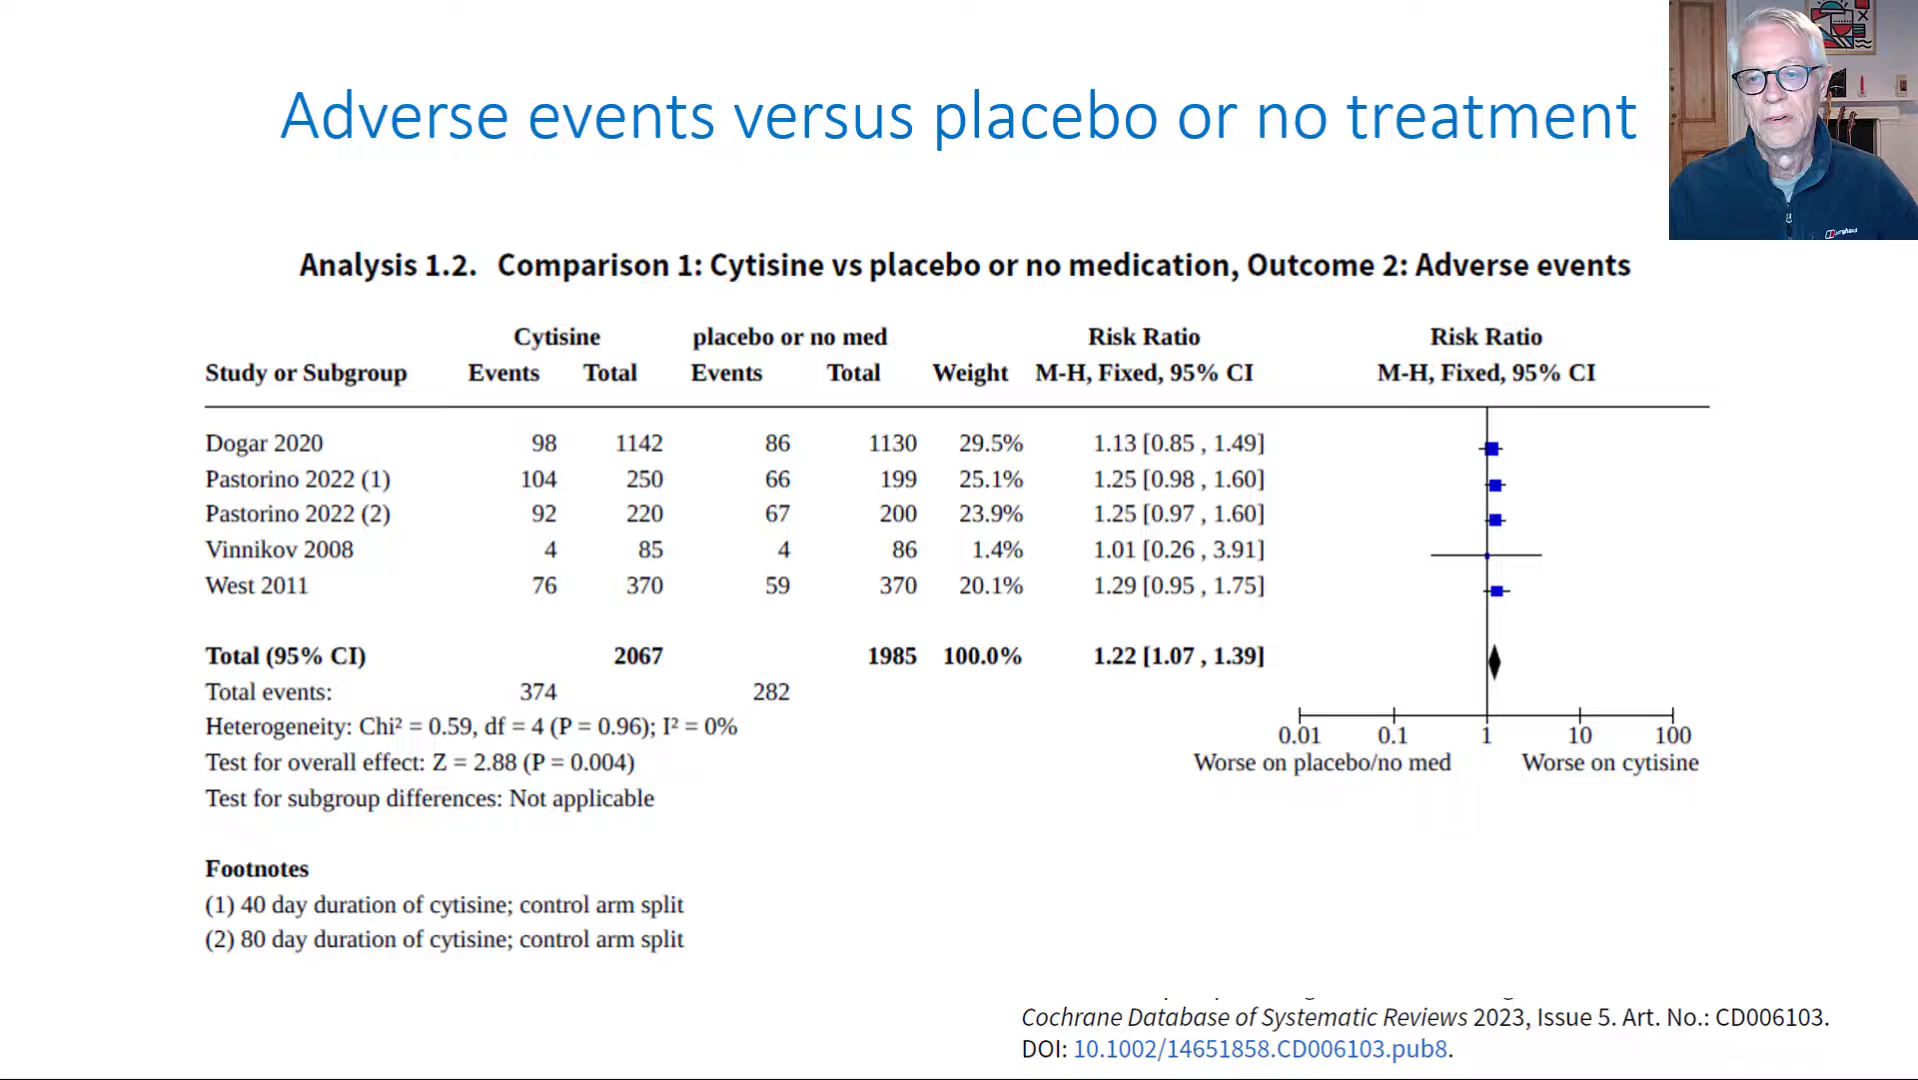 Adverse events versus placebo or no treatment
Analysis 1.2. Comparison 1: Cytisine vs placebo or no medication, Outcome 2: Adverse events
Cytisine placebo or no med Risk Ratio Risk Ratio
Study or Subgroup Events Total Events Total Weight M-H, Fixed, 95% CI M-H, Fixed, 95% CI
Dogar 2020 98 1142 86 1130 29.5% 1.13 [0.85 , 1.49]
Pastorino 2022 (1) 104 250 66 199 25.1% 1.25 [0.98 , 1.60]
Pastorino 2022 (2) 92 220 67 200 23.9% 1.25 [0.97 , 1.60]
Vinnikov 2008 4 85 4 86 1.4% 1.01 [0.26 , 3.91]
West 2011 76 370 59 370 20.1% 1.29 [0.95 , 1.75]
Total (95% CI) 2067 1985 100.0% 1.22 [1.07 , 1.39]
Total events: 374 282
Heterogeneity: Chi² = 0.59, df = 4 (P = 0.96); I² = 0%
0.01 0.1 1 10 100
Test for overall effect: Z = 2.88 (P = 0.004)
Worse on placebo/no med Worse on cytisine
Test for subgroup differences: Not applicable
Footnotes
(1) 40 day duration of cytisine; control arm split
(2) 80 day duration of cytisine; control arm split
Cochrane Database of Systematic Reviews 2023, Issue 5. Art. No.: CD006103.
DOI: 10.1002/14651858.CD006103.pub8.
berghaus